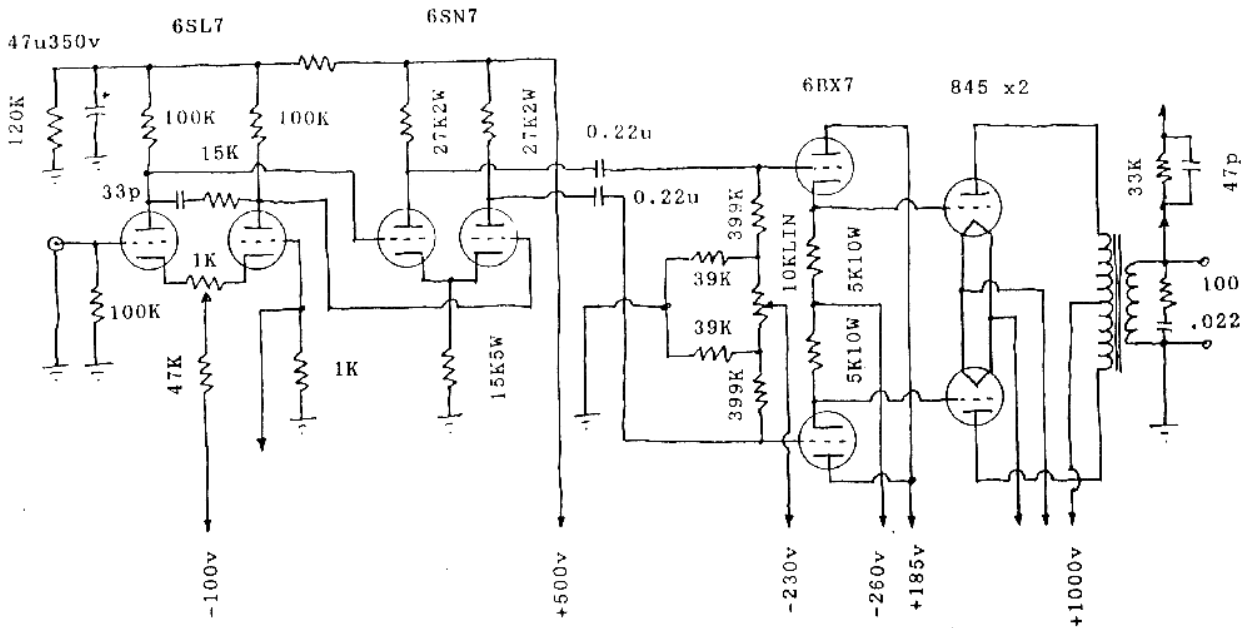 6SL7
6SN7
47u350v
6BX7
845 x2
120K
100K
100K
27K2W
27K2W
0.22u
15K
33p
0.22u
33K
47p
399K
10KLIN
5K10W
1K
39K
100
100K
39K
.022
47K
1K
15K5W
399K
5K10W
-100v
+500v
-230v
-260v
+185v
+1000v